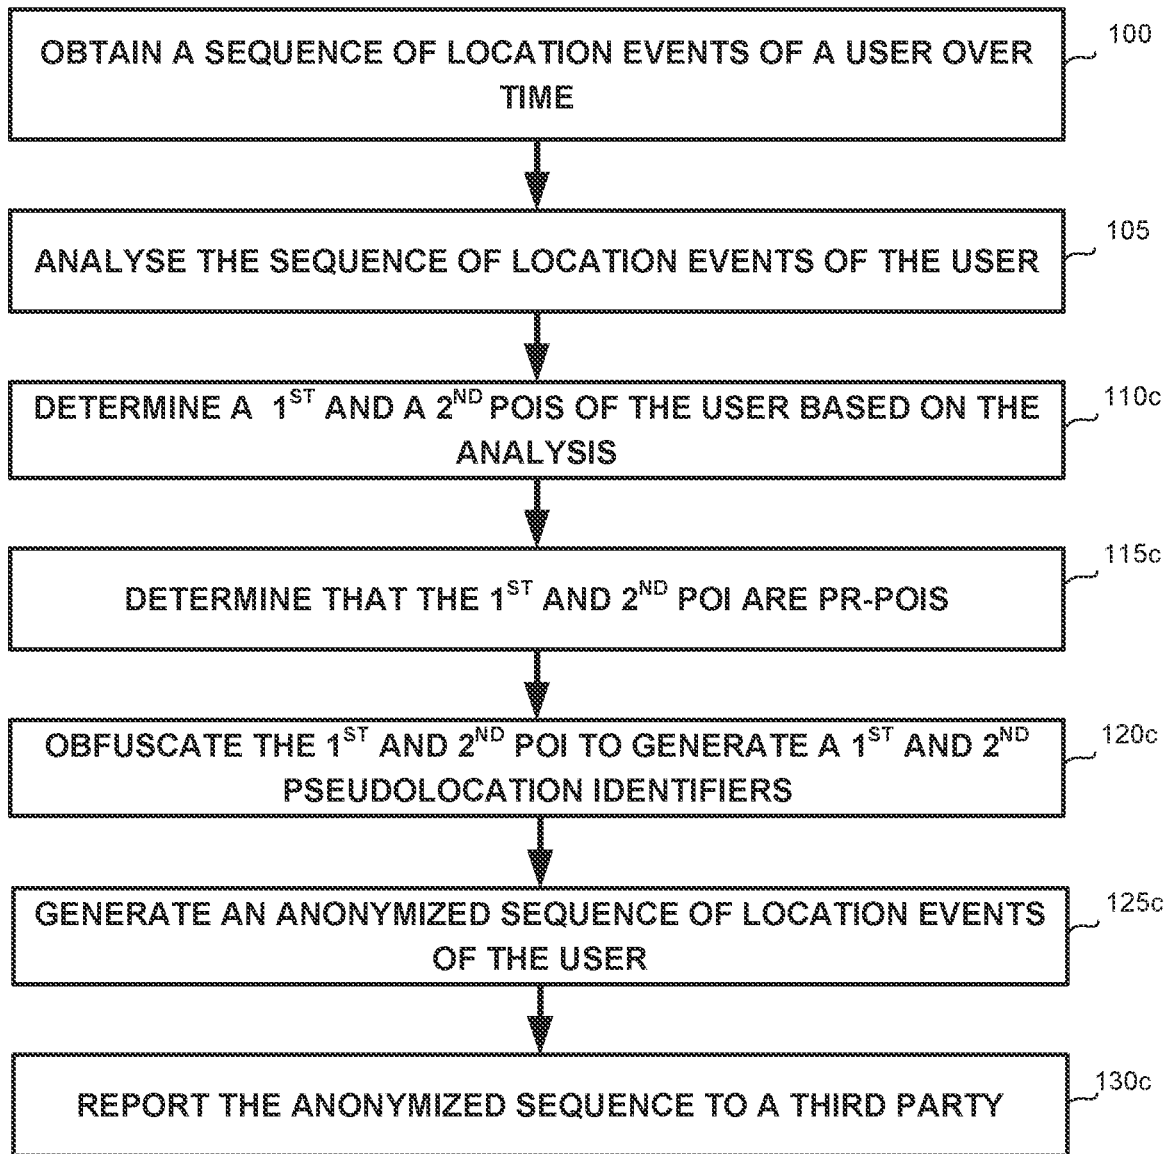 OBTAIN A SEQUENCE OF LOCATION EVENTS OF A USER OVER
TIME
100
ANALYSE THE SEQUENCE OF LOCATION EVENTS OF THE USER
105
DETERMINE A 1ST AND A 2ND POIS OF THE USER BASED ON THE
ANALYSIS
110c
DETERMINE THAT THE 1ST AND 2ND POI ARE PR-POIS
115c
OBFUSCATE THE 1ST AND 2ND POI TO GENERATE A 1ST AND 2ND
PSEUDOLOCATION IDENTIFIERS
120c
GENERATE AN ANONYMIZED SEQUENCE OF LOCATION EVENTS
OF THE USER
125c
REPORT THE ANONYMIZED SEQUENCE TO A THIRD PARTY
130c